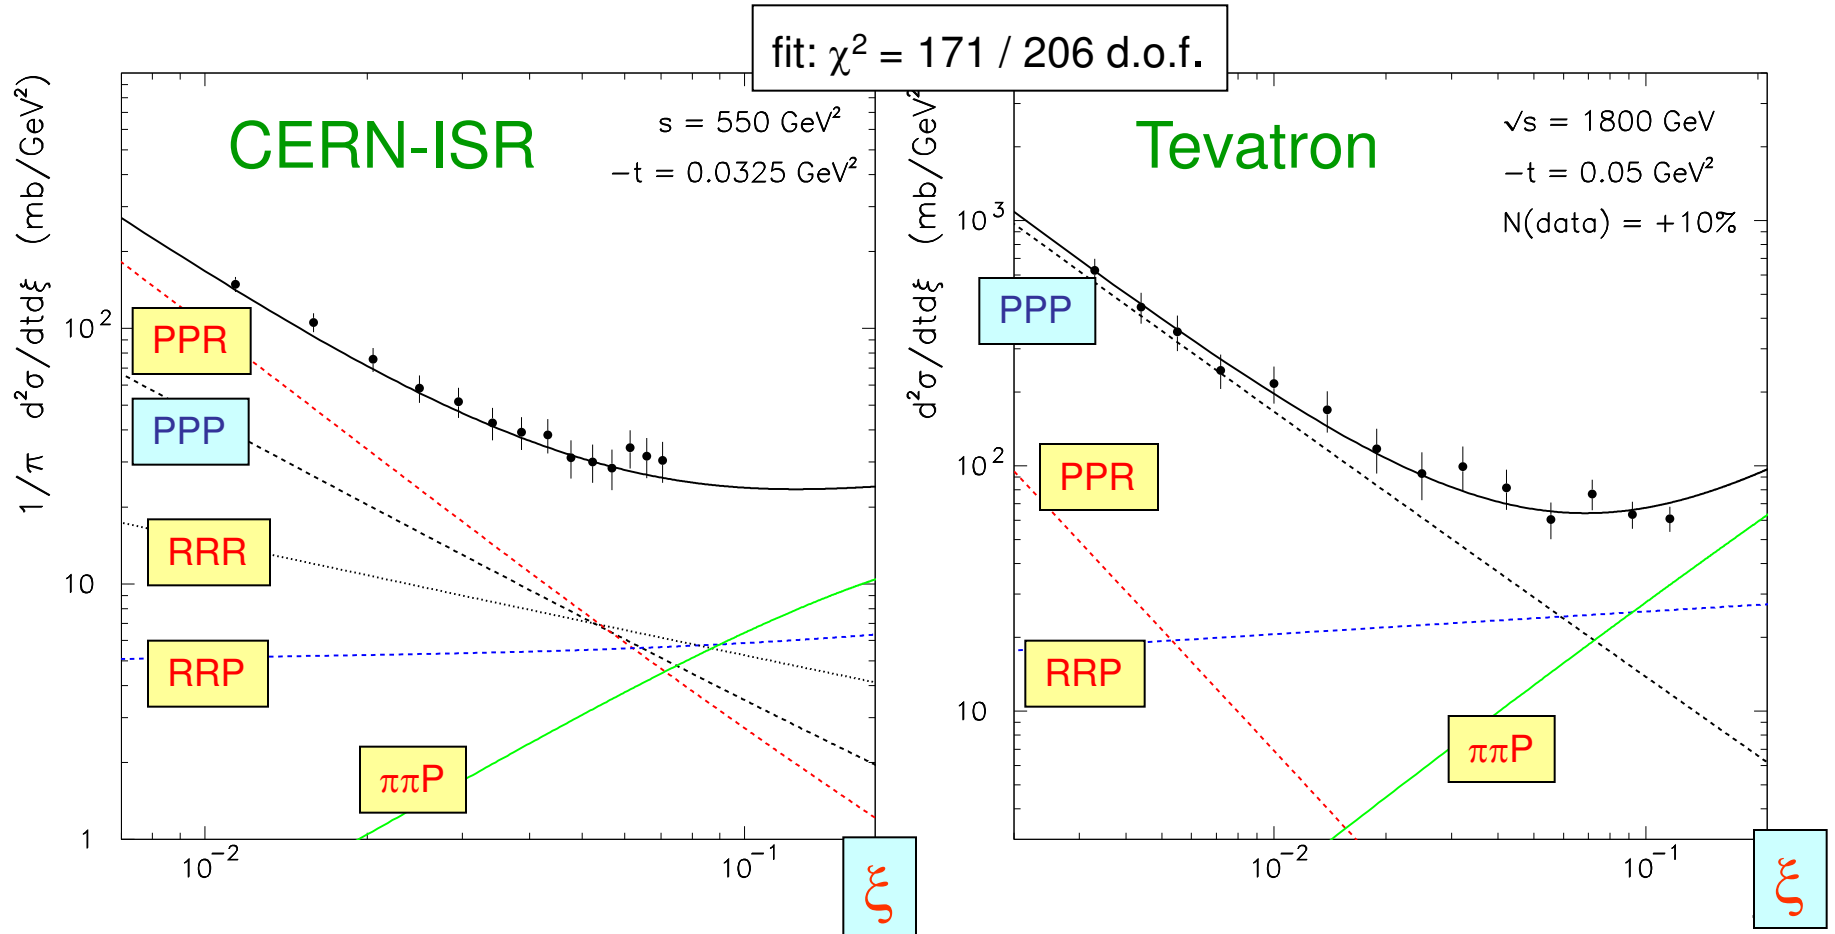 fit: χ² = 171 / 206 d.o.f.
1/π d²σ/dtdξ (mb/GeV²)
CERN-ISR
s = 550 GeV²
−t = 0.0325 GeV²
10²
10
1
PPR
PPP
RRR
RRP
ππP
10⁻²
10⁻¹
ξ
d²σ/dtdξ (mb/GeV²
Tevatron
√s = 1800 GeV
−t = 0.05 GeV²
N(data) = +10%
10³
10²
10
PPP
PPR
RRP
ππP
10⁻²
10⁻¹
ξ